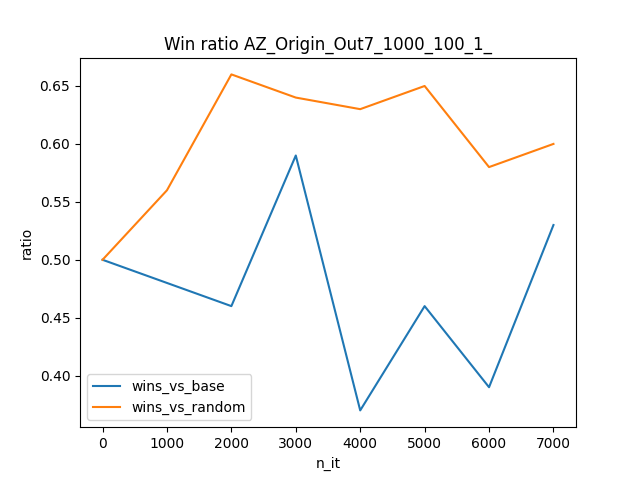 Win ratio AZ_Origin_Out7_1000_100_1_
ratio
0.65
0.60
0.55
0.50
0.45
0.40
wins_vs_base
wins_vs_random
0 1000 2000 3000 4000 5000 6000 7000
n_it